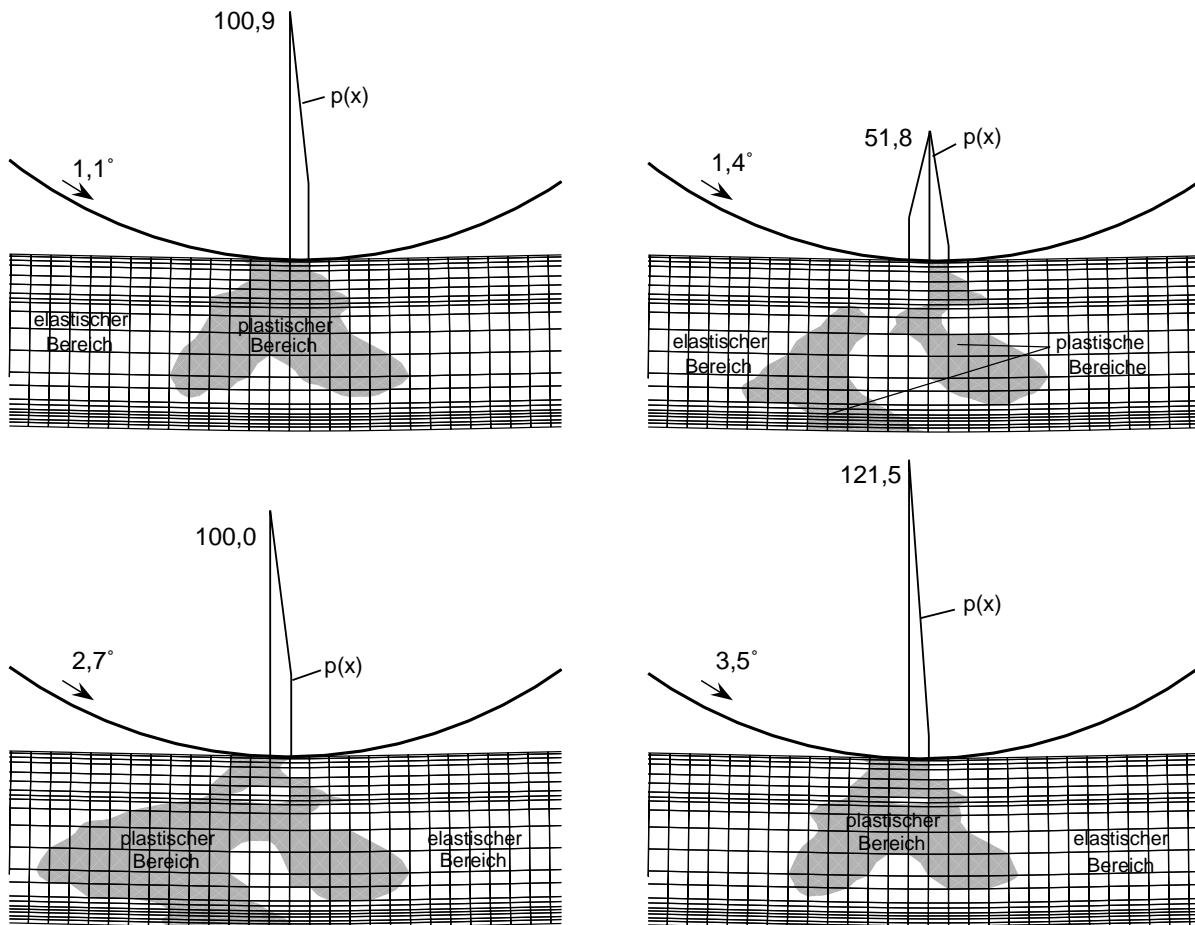 100,9
p(x)
1,1°
elastischer
Bereich
plastischer
Bereich
51,8
p(x)
1,4°
elastischer
Bereich
plastische
Bereiche
100,0
p(x)
2,7°
plastischer
Bereich
elastischer
Bereich
121,5
p(x)
3,5°
plastischer
Bereich
elastischer
Bereich